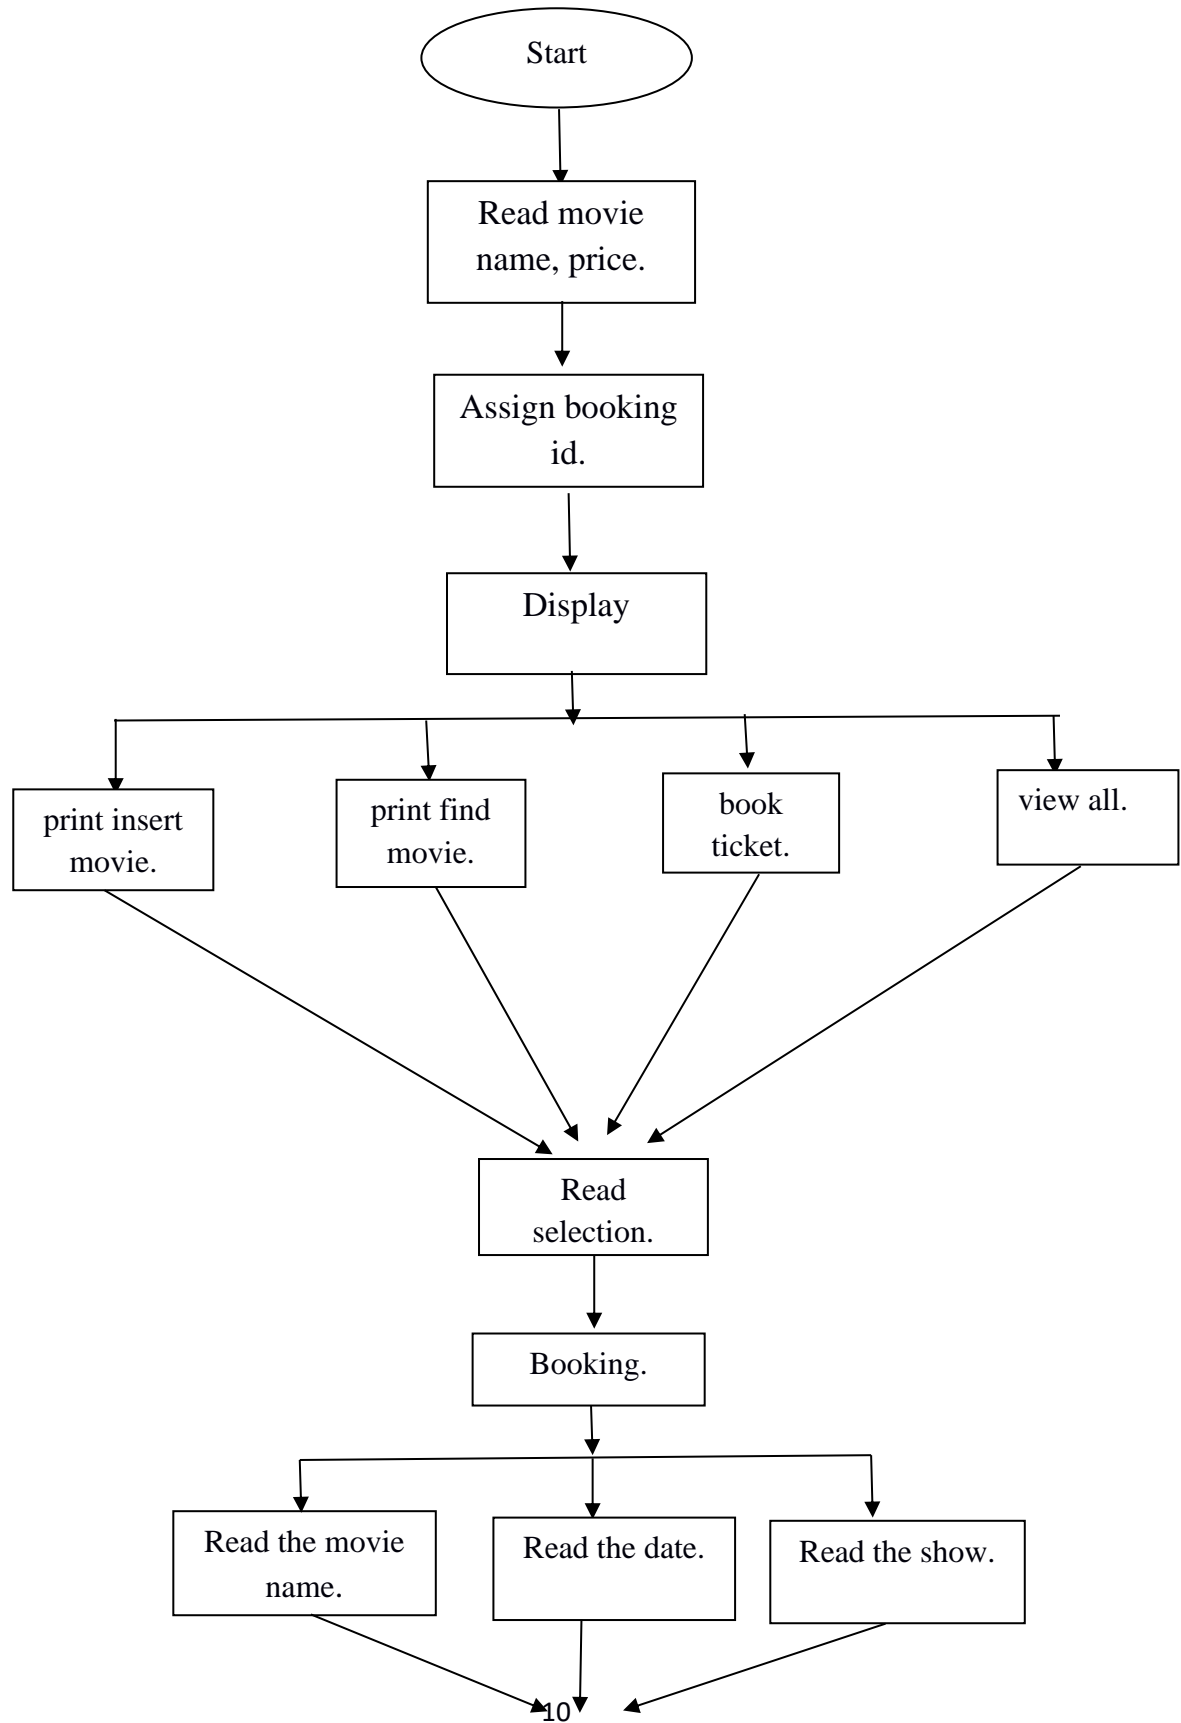 Start
Read movie
name, price.
Assign booking
id.
Display
print insert
movie.
print find
movie.
book
ticket.
view all.
Read
selection.
Booking.
Read the movie
name.
Read the date.
Read the show.
10